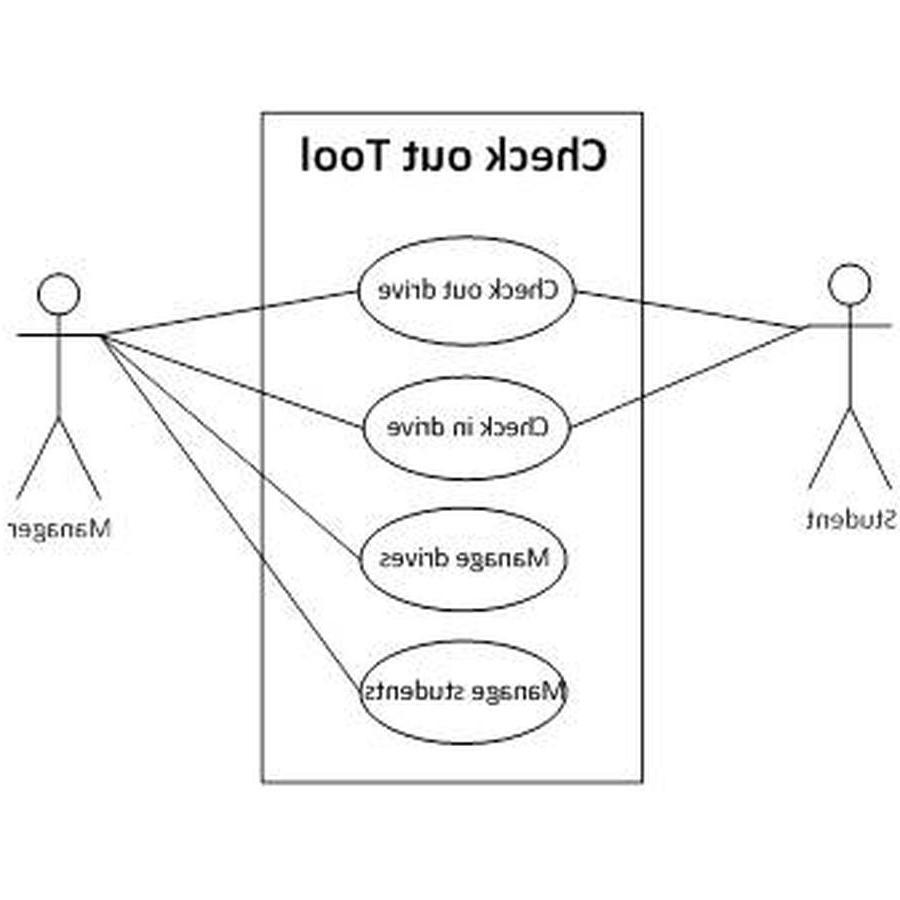 Check out Tool
Check out drive
Check in drive
Manage drives
Manage students
Manager
Student